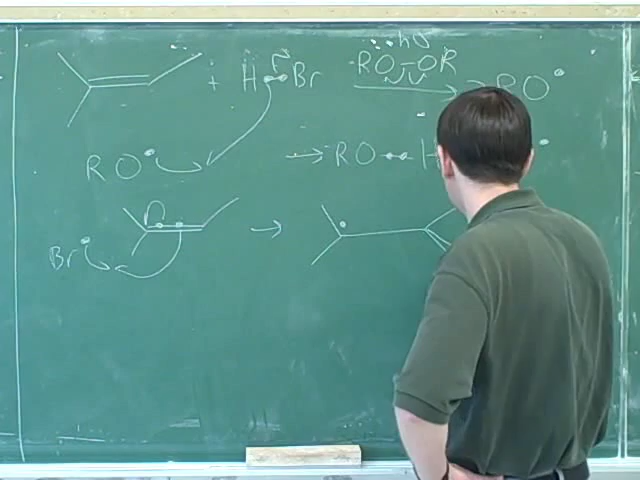 hν
+ H Br RO-OR → RO•
RO• → RO H •
Br• →